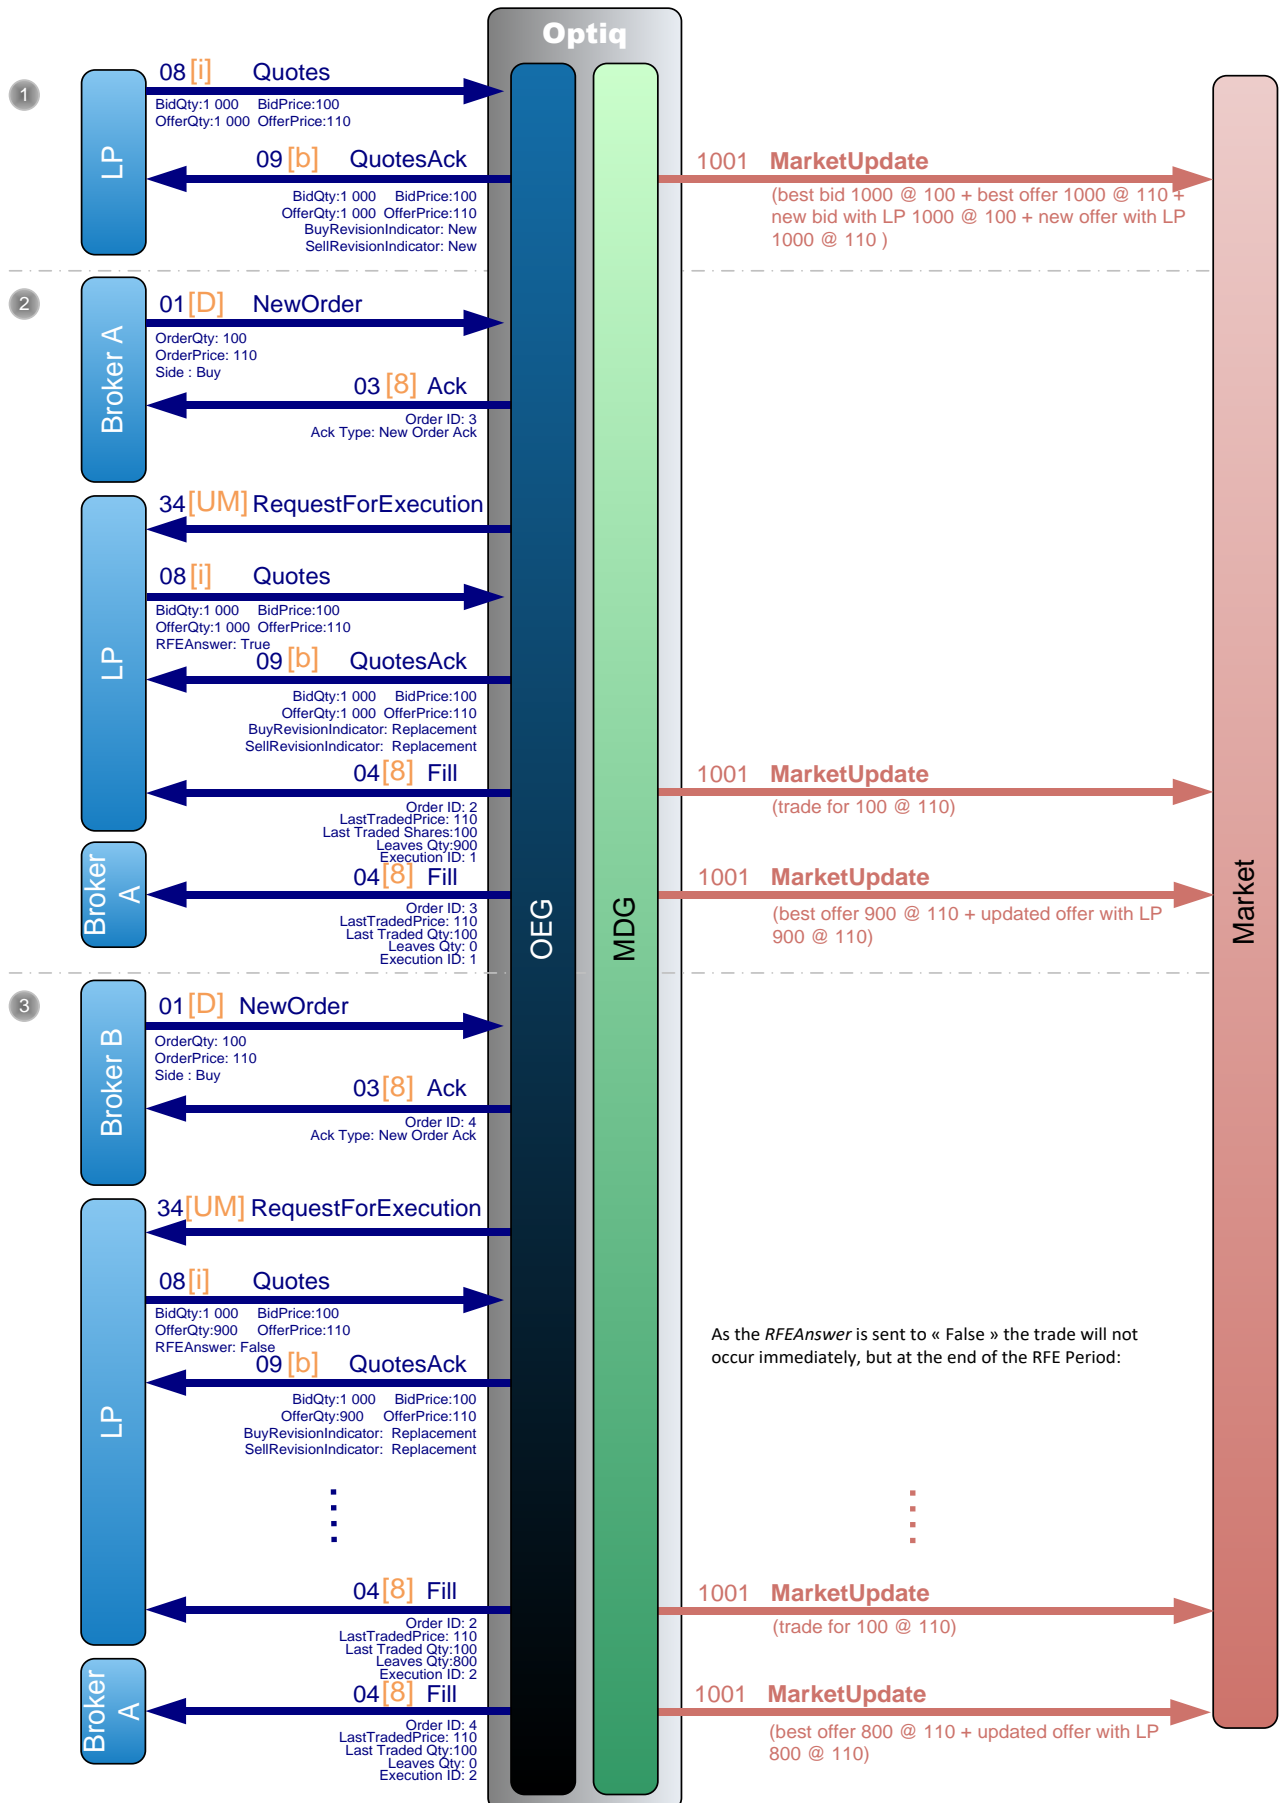 Optiq
1
LP
08 [i] Quotes
BidQty:1 000 BidPrice:100
OfferQty:1 000 OfferPrice:110
09 [b] QuotesAck
BidQty:1 000 BidPrice:100
OfferQty:1 000 OfferPrice:110
BuyRevisionIndicator: New
SellRevisionIndicator: New
1001 MarketUpdate
(best bid 1000 @ 100 + best offer 1000 @ 110 +
new bid with LP 1000 @ 100 + new offer with LP
1000 @ 110 )
2
Broker A
01 [D] NewOrder
OrderQty: 100
OrderPrice: 110
Side : Buy
03 [8] Ack
Order ID: 3
Ack Type: New Order Ack
LP
34 [UM] RequestForExecution
08 [i] Quotes
BidQty:1 000 BidPrice:100
OfferQty:1 000 OfferPrice:110
RFEAnswer: True
09 [b] QuotesAck
BidQty:1 000 BidPrice:100
OfferQty:1 000 OfferPrice:110
BuyRevisionIndicator: Replacement
SellRevisionIndicator: Replacement
04 [8] Fill
Order ID: 2
LastTradedPrice: 110
Last Traded Shares:100
Leaves Qty:900
Execution ID: 1
1001 MarketUpdate
(trade for 100 @ 110)
Broker
A
04 [8] Fill
Order ID: 3
LastTradedPrice: 110
Last Traded Qty:100
Leaves Qty: 0
Execution ID: 1
1001 MarketUpdate
(best offer 900 @ 110 + updated offer with LP
900 @ 110)
OEG
MDG
Market
3
Broker B
01 [D] NewOrder
OrderQty: 100
OrderPrice: 110
Side : Buy
03 [8] Ack
Order ID: 4
Ack Type: New Order Ack
LP
34 [UM] RequestForExecution
08 [i] Quotes
BidQty:1 000 BidPrice:100
OfferQty:900 OfferPrice:110
RFEAnswer: False
09 [b] QuotesAck
BidQty:1 000 BidPrice:100
OfferQty:900 OfferPrice:110
BuyRevisionIndicator: Replacement
SellRevisionIndicator: Replacement
As the RFEAnswer is sent to « False » the trade will not
occur immediately, but at the end of the RFE Period:
04 [8] Fill
Order ID: 2
LastTradedPrice: 110
Last Traded Qty:100
Leaves Qty:800
Execution ID: 2
1001 MarketUpdate
(trade for 100 @ 110)
Broker
A
04 [8] Fill
Order ID: 4
LastTradedPrice: 110
Last Traded Qty:100
Leaves Qty: 0
Execution ID: 2
1001 MarketUpdate
(best offer 800 @ 110 + updated offer with LP
800 @ 110)